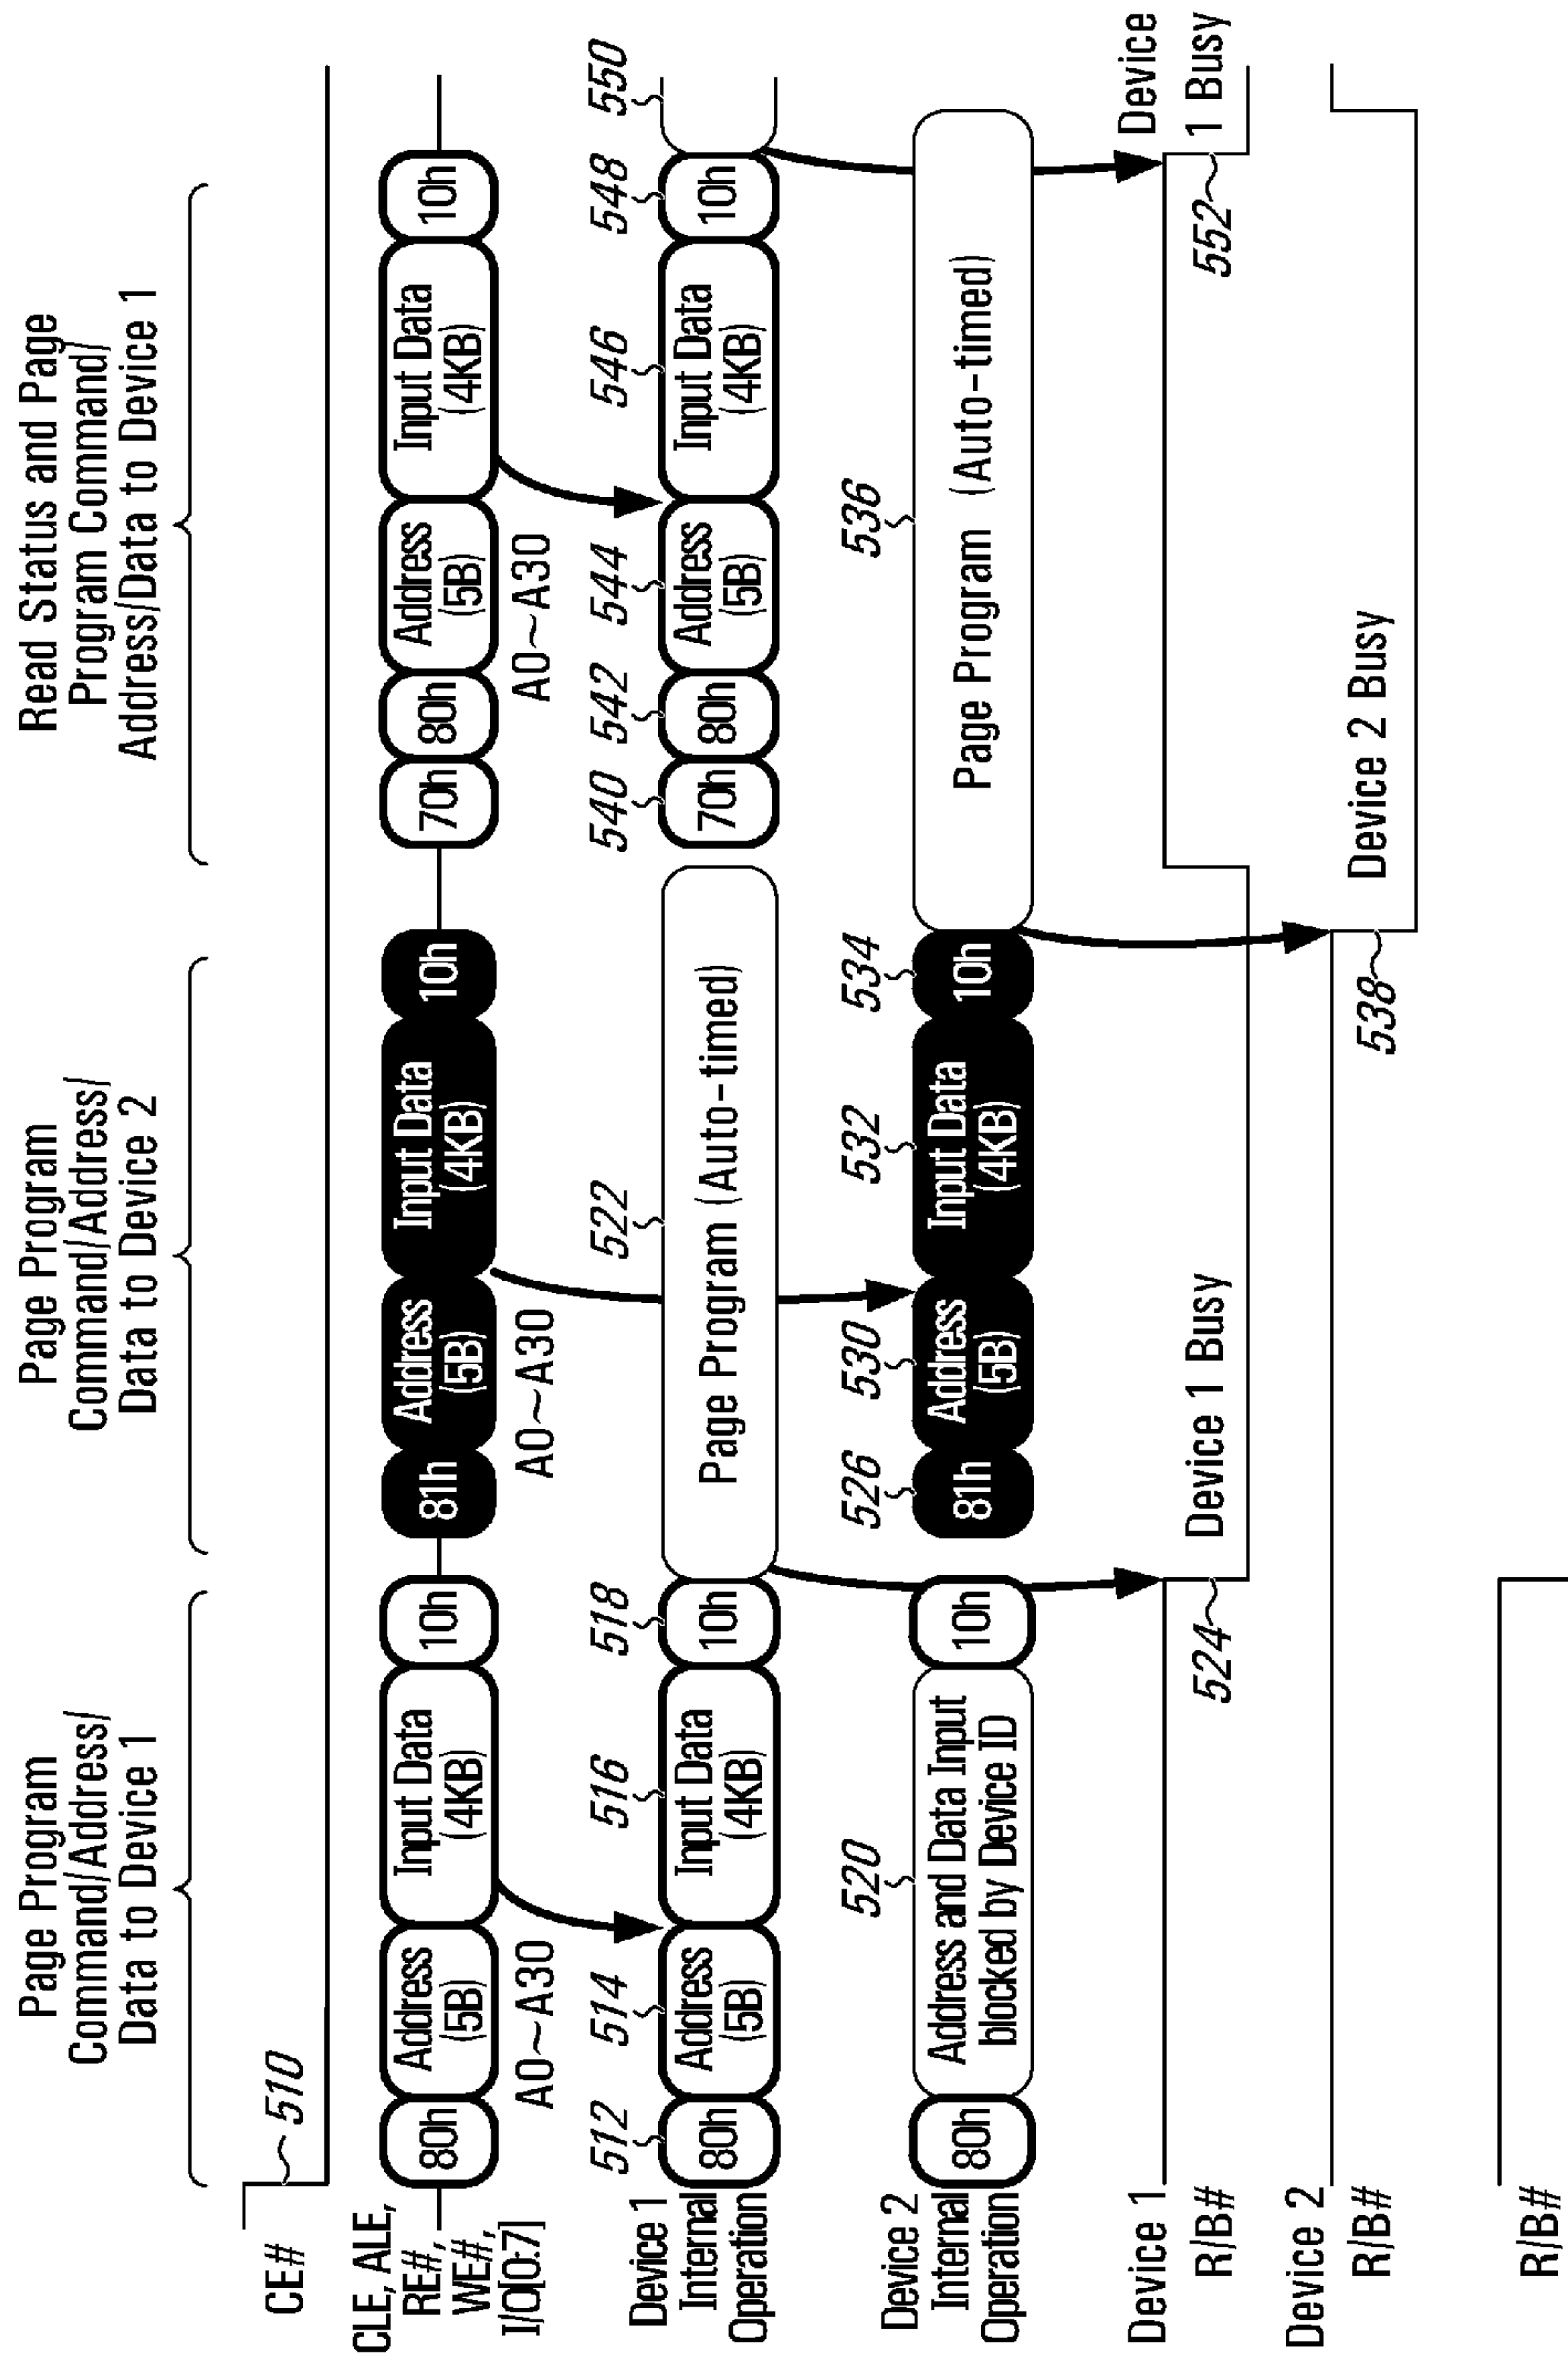 Page Program
Command/Address/
Data to Device 1
Page Program
Command/Address/
Data to Device 2
Read Status and Page
Program Command/
Address/Data to Device 1
CE#
510
CLE, ALE,
RE#,
WE#,
I/O[0:7]
80h
Address
(5B)
Input Data
(4KB)
10h
81h
Address
(5B)
Input Data
(4KB)
10h
70h
80h
Address
(5B)
Input Data
(4KB)
10h
A0~A30
A0~A30
A0~A30
512
514
516
518
522
540
542
544
546
548
550
Device 1
Internal
Operation
80h
Address
(5B)
Input Data
(4KB)
10h
Page Program (Auto-timed)
70h
80h
Address
(5B)
Input Data
(4KB)
10h
520
526
530
532
534
536
Device 2
Internal
Operation
80h
Address and Data Input
blocked by Device ID
10h
81h
Address
(5B)
Input Data
(4KB)
10h
Page Program (Auto-timed)
Device 1
R/B#
524
Device 1 Busy
552
Device
1 Busy
Device 2
R/B#
538
Device 2 Busy
R/B#